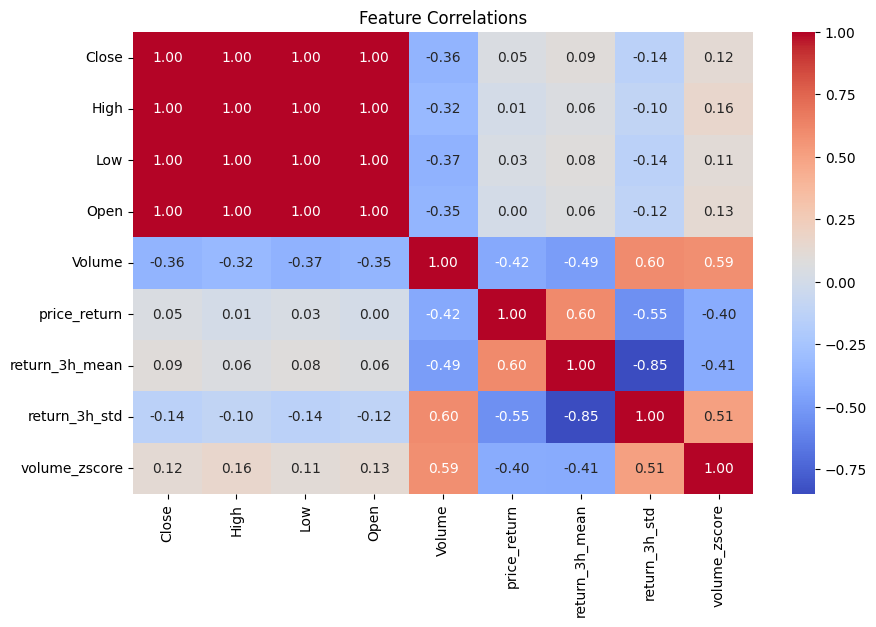 Feature Correlations
Close 1.00 1.00 1.00 1.00 -0.36 0.05 0.09 -0.14 0.12
High 1.00 1.00 1.00 1.00 -0.32 0.01 0.06 -0.10 0.16
Low 1.00 1.00 1.00 1.00 -0.37 0.03 0.08 -0.14 0.11
Open 1.00 1.00 1.00 1.00 -0.35 0.00 0.06 -0.12 0.13
Volume -0.36 -0.32 -0.37 -0.35 1.00 -0.42 -0.49 0.60 0.59
price_return 0.05 0.01 0.03 0.00 -0.42 1.00 0.60 -0.55 -0.40
return_3h_mean 0.09 0.06 0.08 0.06 -0.49 0.60 1.00 -0.85 -0.41
return_3h_std -0.14 -0.10 -0.14 -0.12 0.60 -0.55 -0.85 1.00 0.51
volume_zscore 0.12 0.16 0.11 0.13 0.59 -0.40 -0.41 0.51 1.00
Close High Low Open Volume price_return return_3h_mean return_3h_std volume_zscore
1.00
0.75
0.50
0.25
0.00
−0.25
−0.50
−0.75